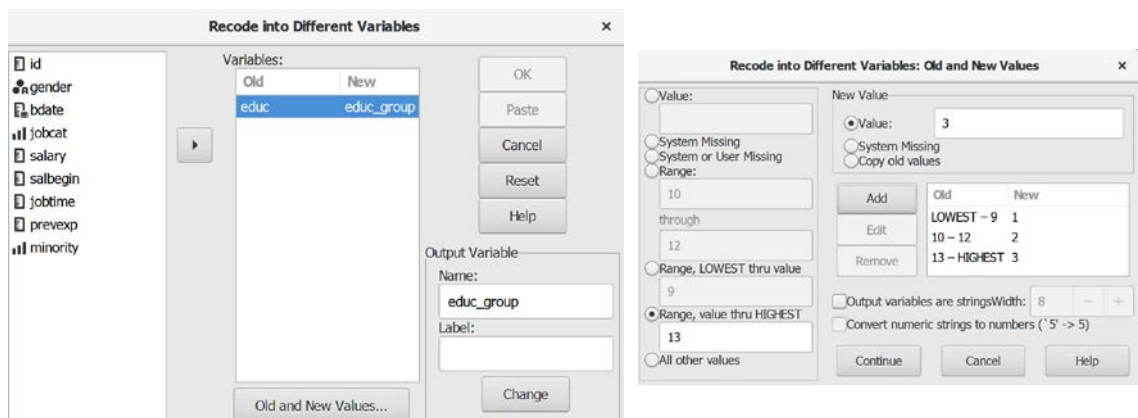 Recode into Different Variables
×
id
gender
bdate
jobcat
salary
salbegin
jobtime
prevexp
minority
Variables:
Old New
educ educ_group
Old and New Values...
OK
Paste
Cancel
Reset
Help
Output Variable
Name:
educ_group
Label:
Change
Recode into Different Variables: Old and New Values
×
Value:
System Missing
System or User Missing
Range:
10
through
12
Range, LOWEST thru value
9
Range, value thru HIGHEST
13
All other values
New Value
Value: 3
System Missing
Copy old values
Add
Edit
Remove
Old New
LOWEST – 9 1
10 – 12 2
13 – HIGHEST 3
Output variables are stringsWidth: 8 − +
Convert numeric strings to numbers (`5' -> 5)
Continue Cancel Help